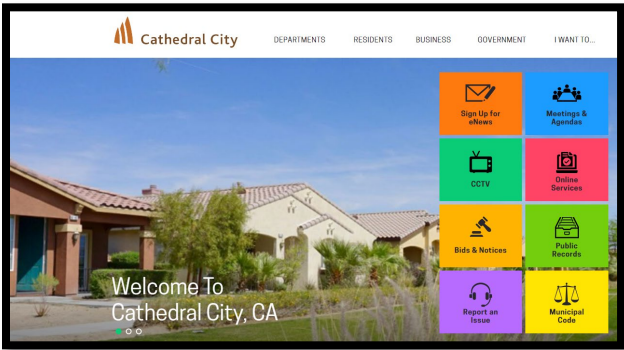 Cathedral City
DEPARTMENTS RESIDENTS BUSINESS GOVERNMENT I WANT TO...
Sign Up for
eNews
Meetings &
Agendas
CCTV
Online
Services
Bids & Notices
Public
Records
Report an
Issue
Municipal
Code
Welcome To
Cathedral City, CA